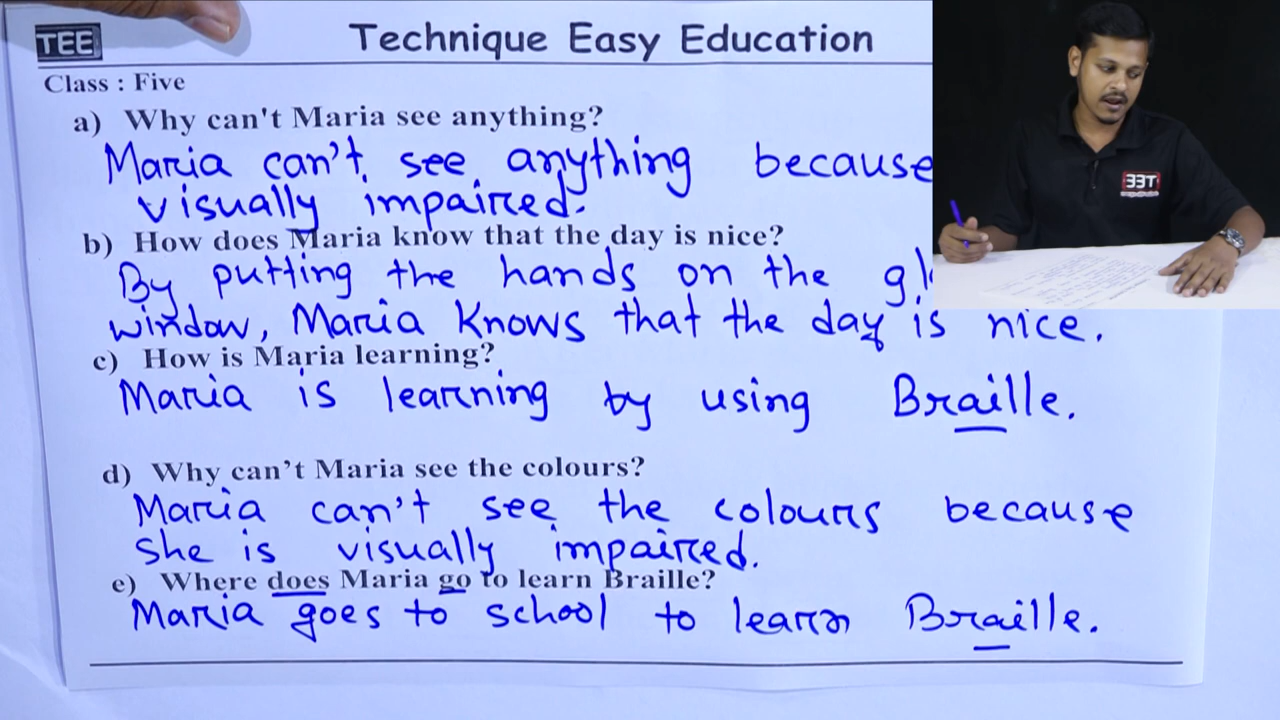 TEE
Technique Easy Education
Class : Five
a) Why can't Maria see anything?
Maria can't see anything because
visually impaired.
b) How does Maria know that the day is nice?
By putting the hands on the
window, Maria knows that the day is nice.
c) How is Maria learning?
Maria is learning by using Braille.
d) Why can't Maria see the colours?
Maria can't see the colours because
she is visually impaired.
e) Where does Maria go to learn Braille?
Maria goes to school to learn Braille.